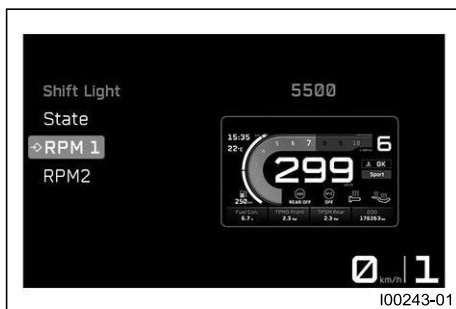 Shift Light 5500
State
RPM 1
RPM2
15:35
22°c
5 6 7 8 9 10
6
299
OK
Sport
250
REAR OFF
OFF
Fuel Con. TPMS Front TPSM Rear ODO
6.7 2.3 2.3 178263
0 km/h 1
I00243-01